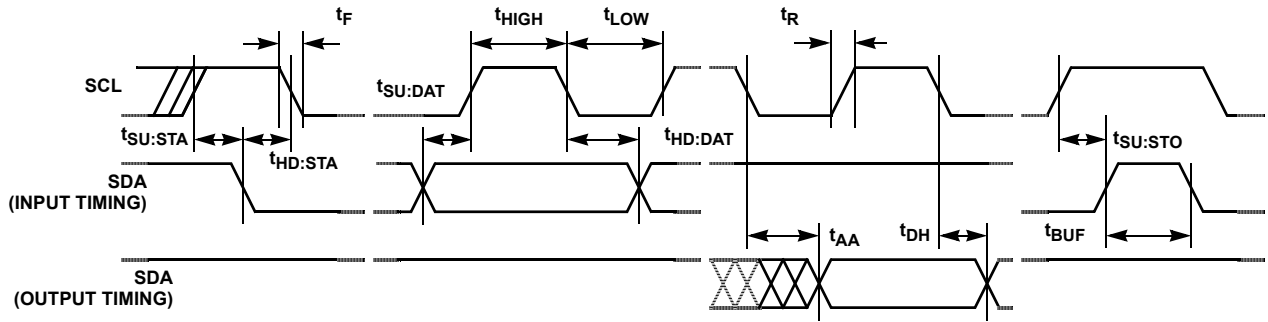 tF
tHIGH
tLOW
tR
SCL
tSU:DAT
tSU:STA
tHD:STA
tHD:DAT
tSU:STO
SDA
(INPUT TIMING)
tAA
tDH
tBUF
SDA
(OUTPUT TIMING)